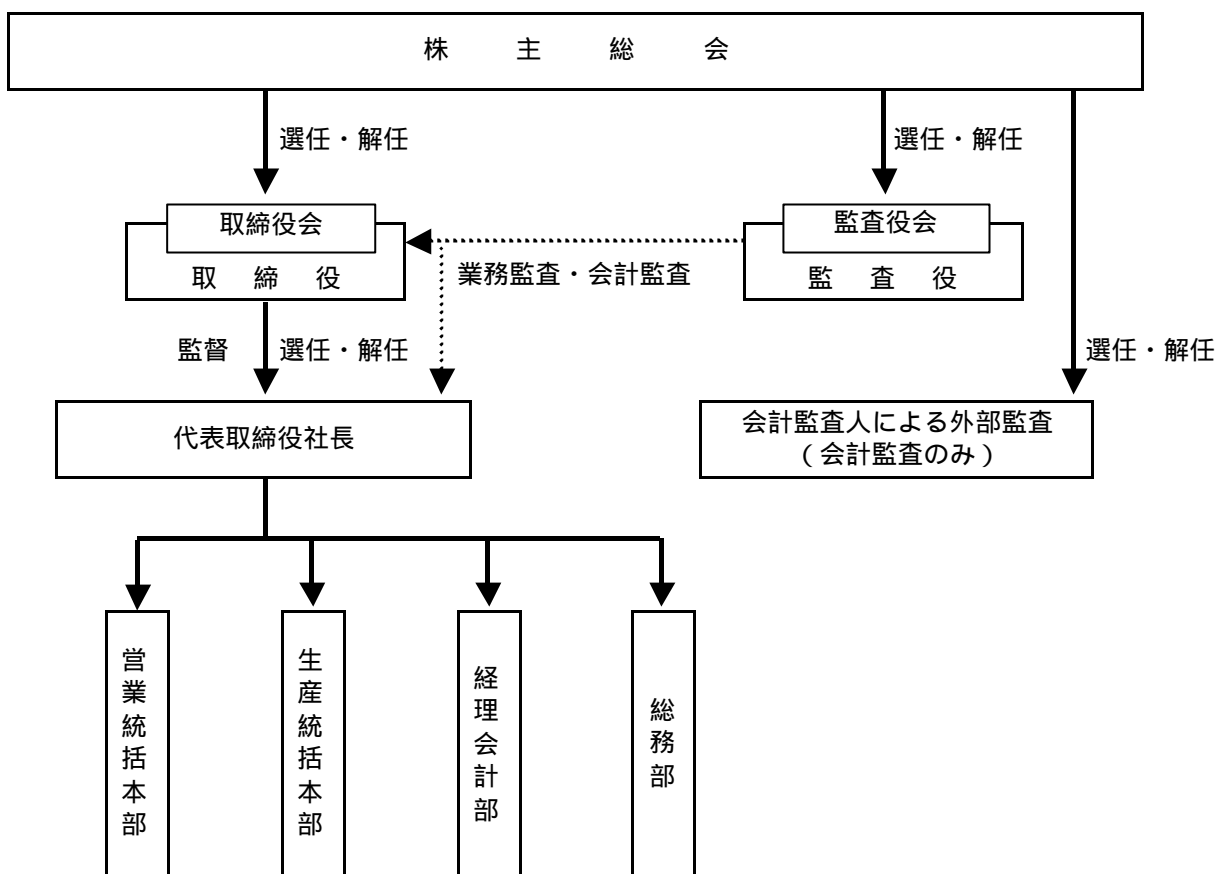 株主総会
選任・解任
選任・解任
取締役会
監査役会
取締役
業務監査・会計監査
監査役
監督
選任・解任
選任・解任
代表取締役社長
会計監査人による外部監査
(会計監査のみ)
営業統括本部
生産統括本部
経理会計部
総務部